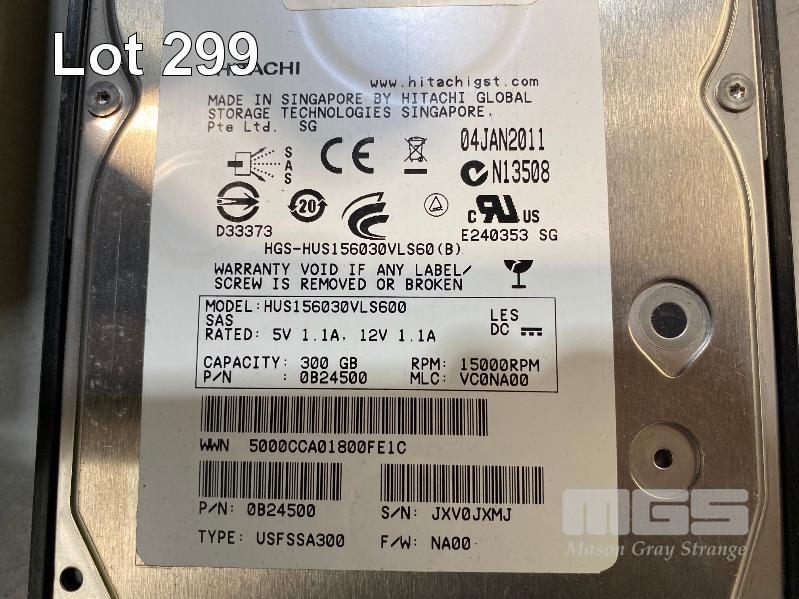 Lot 299
HITACHI
www.hitachigst.com
MADE IN SINGAPORE BY HITACHI GLOBAL
STORAGE TECHNOLOGIES SINGAPORE.
Pte Ltd. SG
04JAN2011
SAS
CE
N13508
20
D33373
C UL US
E240353 SG
HGS-HUS156030VLS60(B)
WARRANTY VOID IF ANY LABEL/
SCREW IS REMOVED OR BROKEN
MODEL:HUS156030VLS600
SAS
LES
RATED: 5V 1.1A, 12V 1.1A
DC
CAPACITY: 300 GB RPM: 15000RPM
P/N : 0B24500 MLC: VC0NA00
WWN 5000CCA01800FE1C
P/N: 0B24500 S/N: JXV0JXMJ
TYPE: USFSSA300 F/W: NA00
MGS
Mason Gray Strange